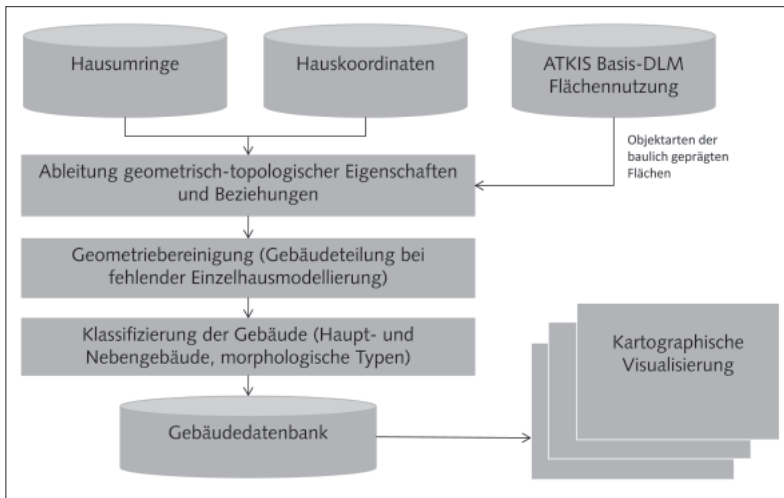 Hausumringe
Hauskoordinaten
ATKIS Basis-DLM
Flächennutzung
Objektarten der
baulich geprägten
Flächen
Ableitung geometrisch-topologischer Eigenschaften
und Beziehungen
Geometriebereinigung (Gebäudeteilung bei
fehlender Einzelhausmodellierung)
Klassifizierung der Gebäude (Haupt- und
Nebengebäude, morphologische Typen)
Kartographische
Visualisierung
Gebäudedatenbank